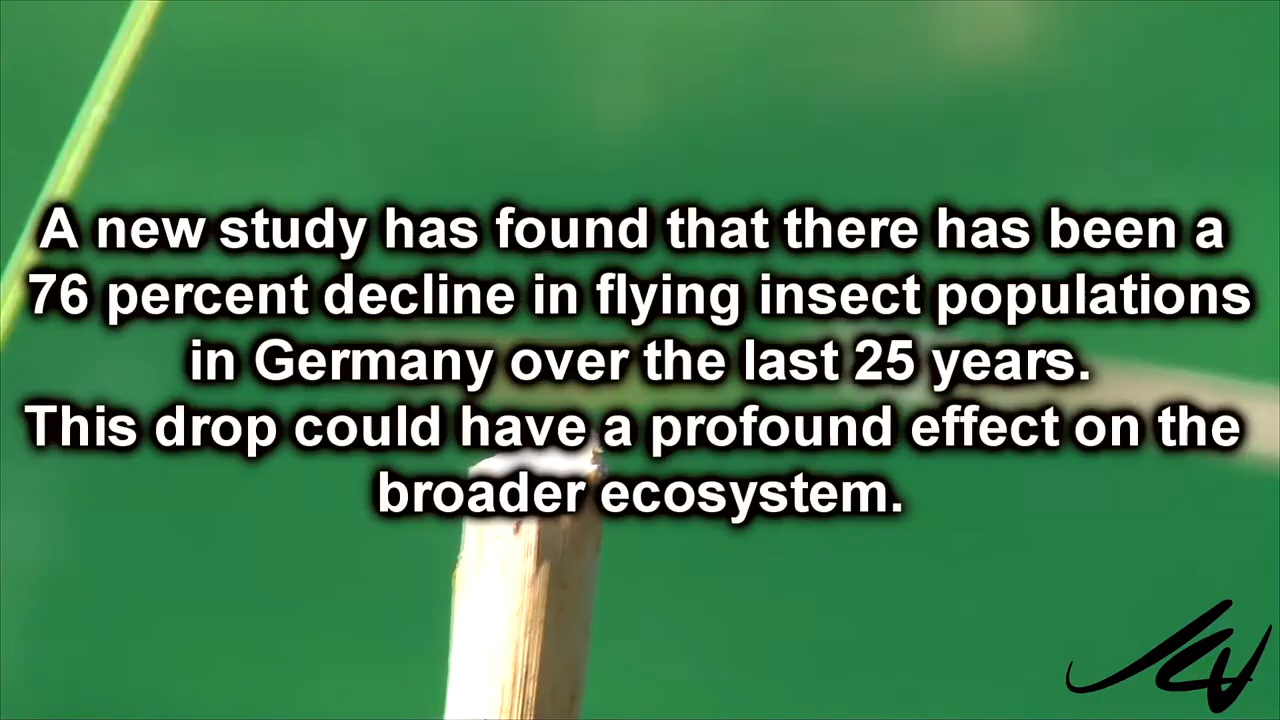 A new study has found that there has been a
76 percent decline in flying insect populations
in Germany over the last 25 years.
This drop could have a profound effect on the
broader ecosystem.